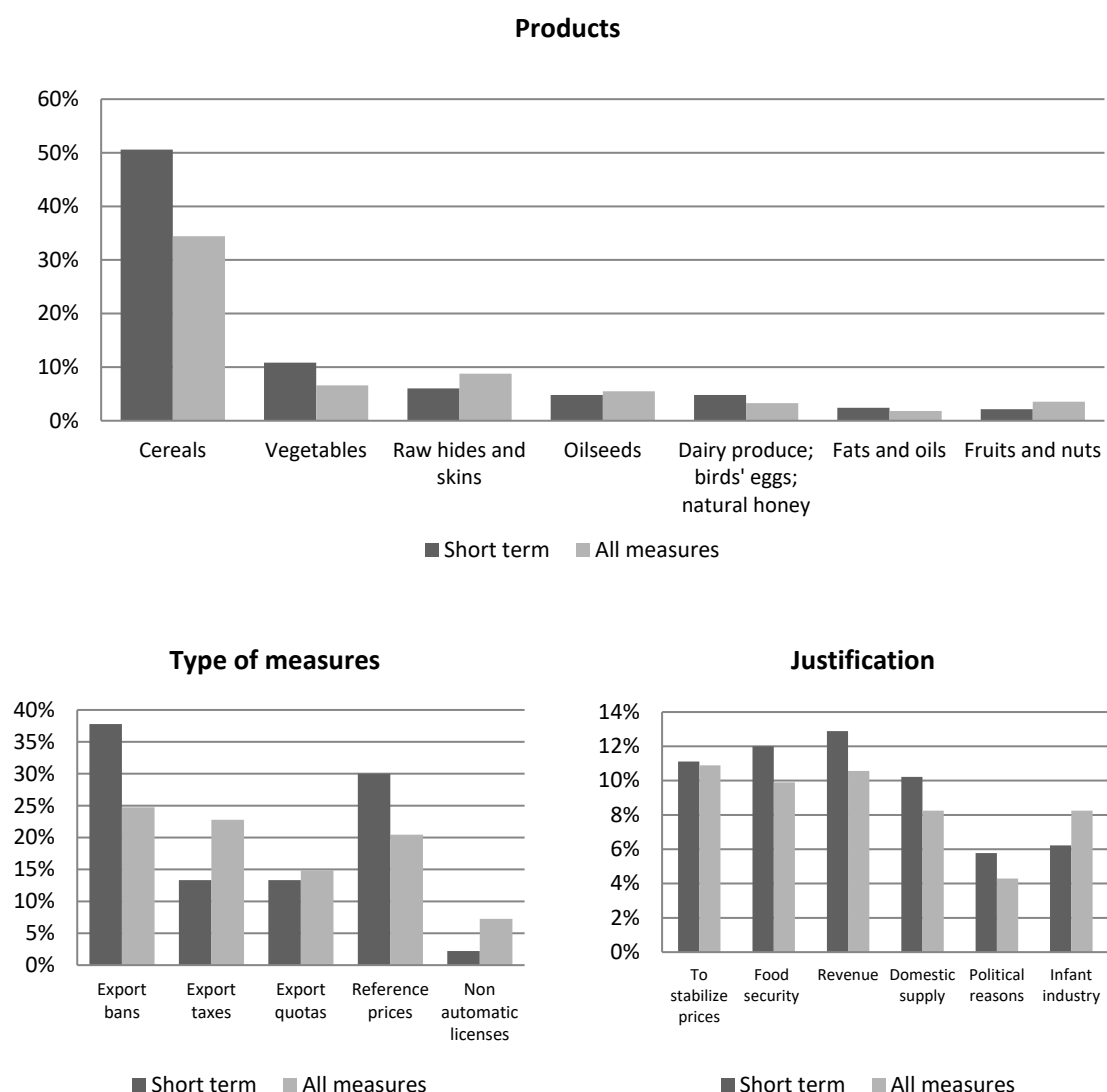 Products
60%
50%
40%
30%
20%
10%
0%
Cereals Vegetables Raw hides and skins Oilseeds Dairy produce; birds' eggs; natural honey Fats and oils Fruits and nuts
Short term All measures
Type of measures
40%
35%
30%
25%
20%
15%
10%
5%
0%
Export bans Export taxes Export quotas Reference prices Non automatic licenses
Short term All measures
Justification
14%
12%
10%
8%
6%
4%
2%
0%
To stabilize prices Food security Revenue Domestic supply Political reasons Infant industry
Short term All measures